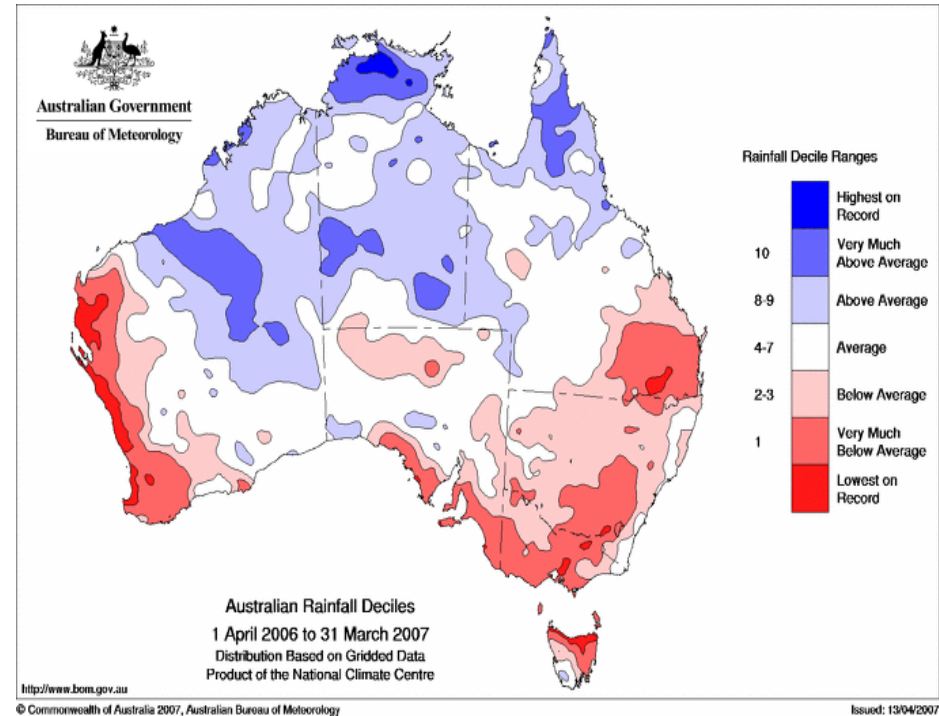 Australian Government
Bureau of Meteorology
Rainfall Decile Ranges
Highest on
Record
10
Very Much
Above Average
8-9
Above Average
4-7
Average
2-3
Below Average
1
Very Much
Below Average
Lowest on
Record
Australian Rainfall Deciles
1 April 2006 to 31 March 2007
Distribution Based on Gridded Data
Product of the National Climate Centre
http://www.bom.gov.au
© Commonwealth of Australia 2007, Australian Bureau of Meteorology
Issued: 13/04/2007